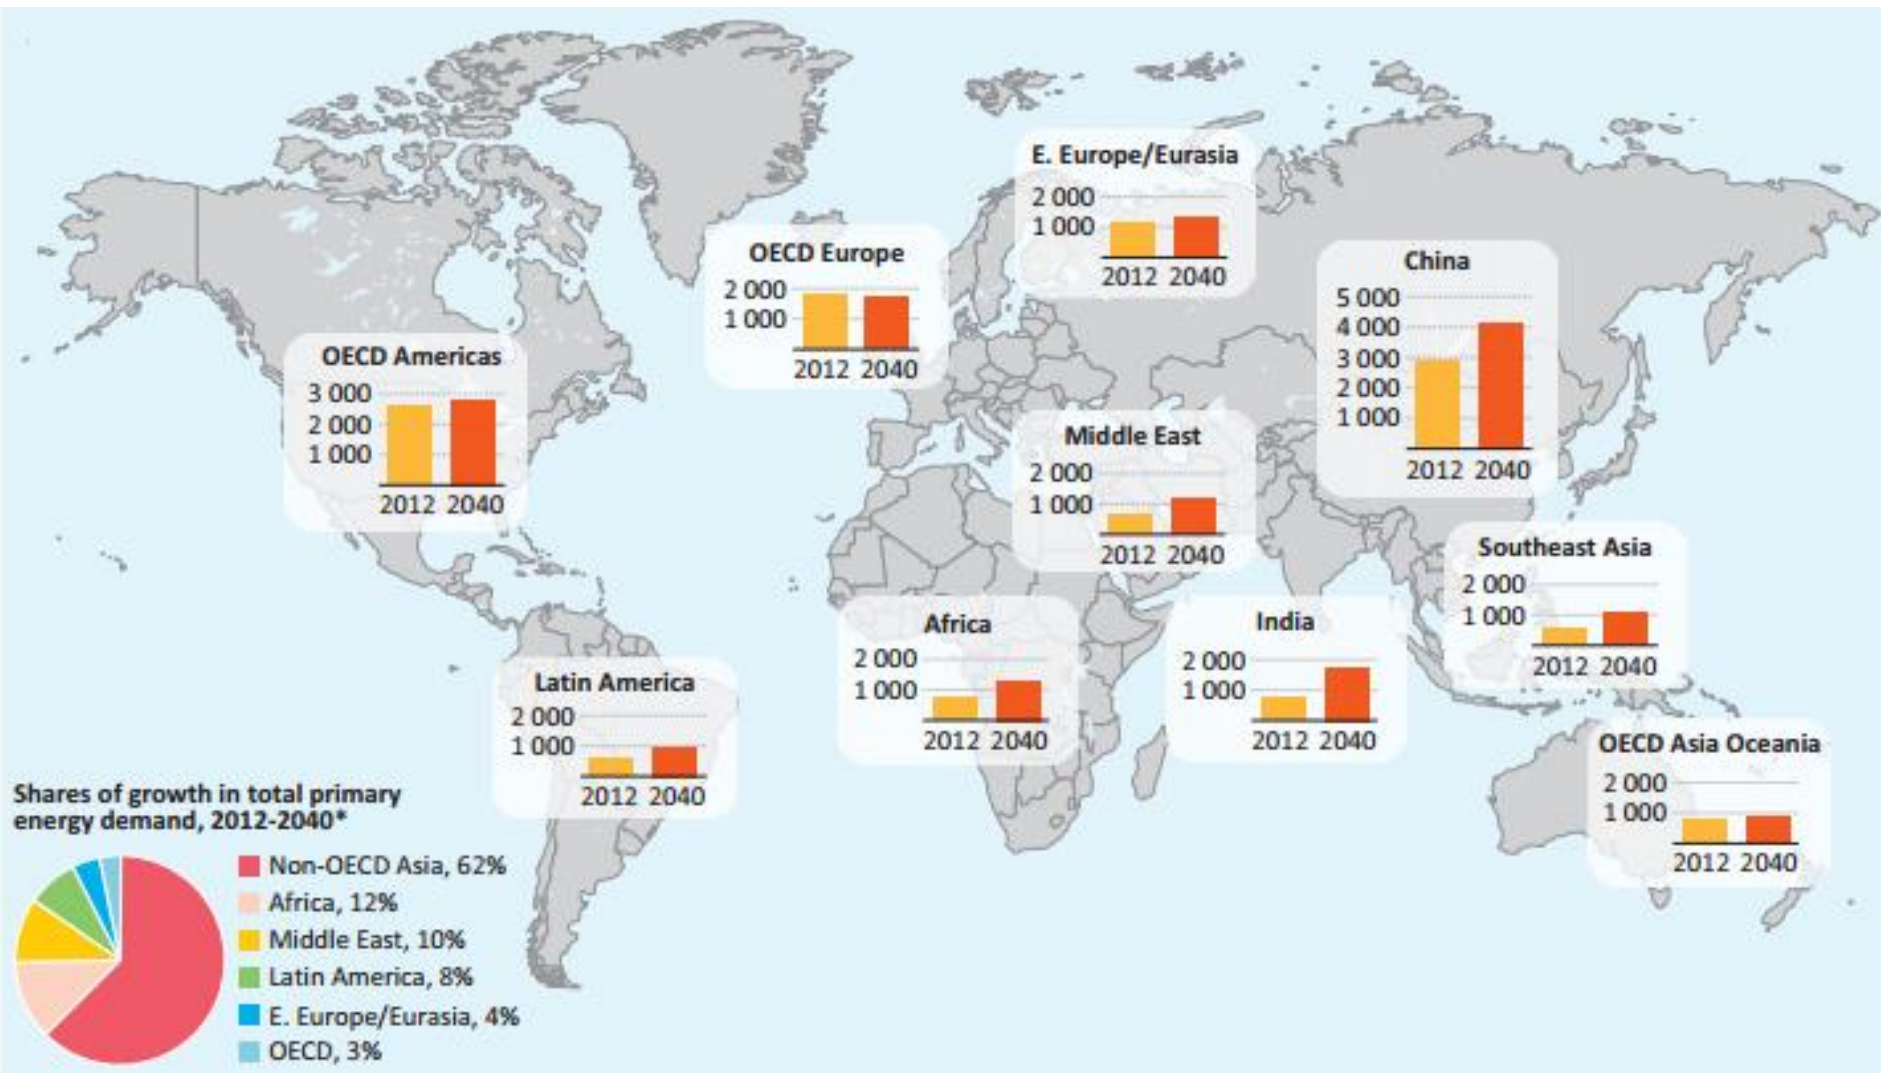 E. Europe/Eurasia
2 000
1 000
2012 2040
OECD Europe
2 000
1 000
2012 2040
China
5 000
4 000
3 000
2 000
1 000
2012 2040
OECD Americas
3 000
2 000
1 000
2012 2040
Middle East
2 000
1 000
2012 2040
Southeast Asia
2 000
1 000
2012 2040
Africa
2 000
1 000
2012 2040
India
2 000
1 000
2012 2040
Latin America
2 000
1 000
2012 2040
OECD Asia Oceania
2 000
1 000
2012 2040
Shares of growth in total primary
energy demand, 2012-2040*
Non-OECD Asia, 62%
Africa, 12%
Middle East, 10%
Latin America, 8%
E. Europe/Eurasia, 4%
OECD, 3%